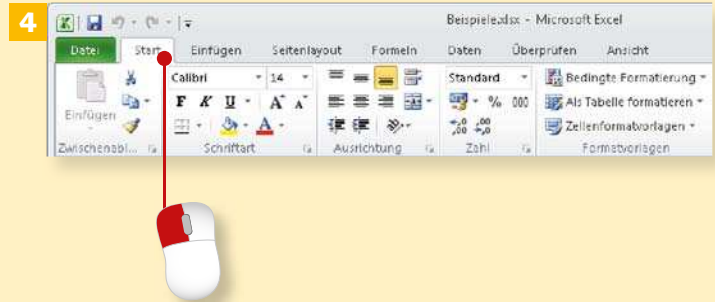 4
Beispiele.xlsx - Microsoft Excel
Datei Start Einfügen Seitenlayout Formeln Daten Überprüfen Ansicht
Calibri 14 Standard Bedingte Formatierung
Einfügen F K U A A % 000 Als Tabelle formatieren
A ,00 ,00 Zellenformatvorlagen
Zwischenabl... Schriftart Ausrichtung Zahl Formatvorlagen